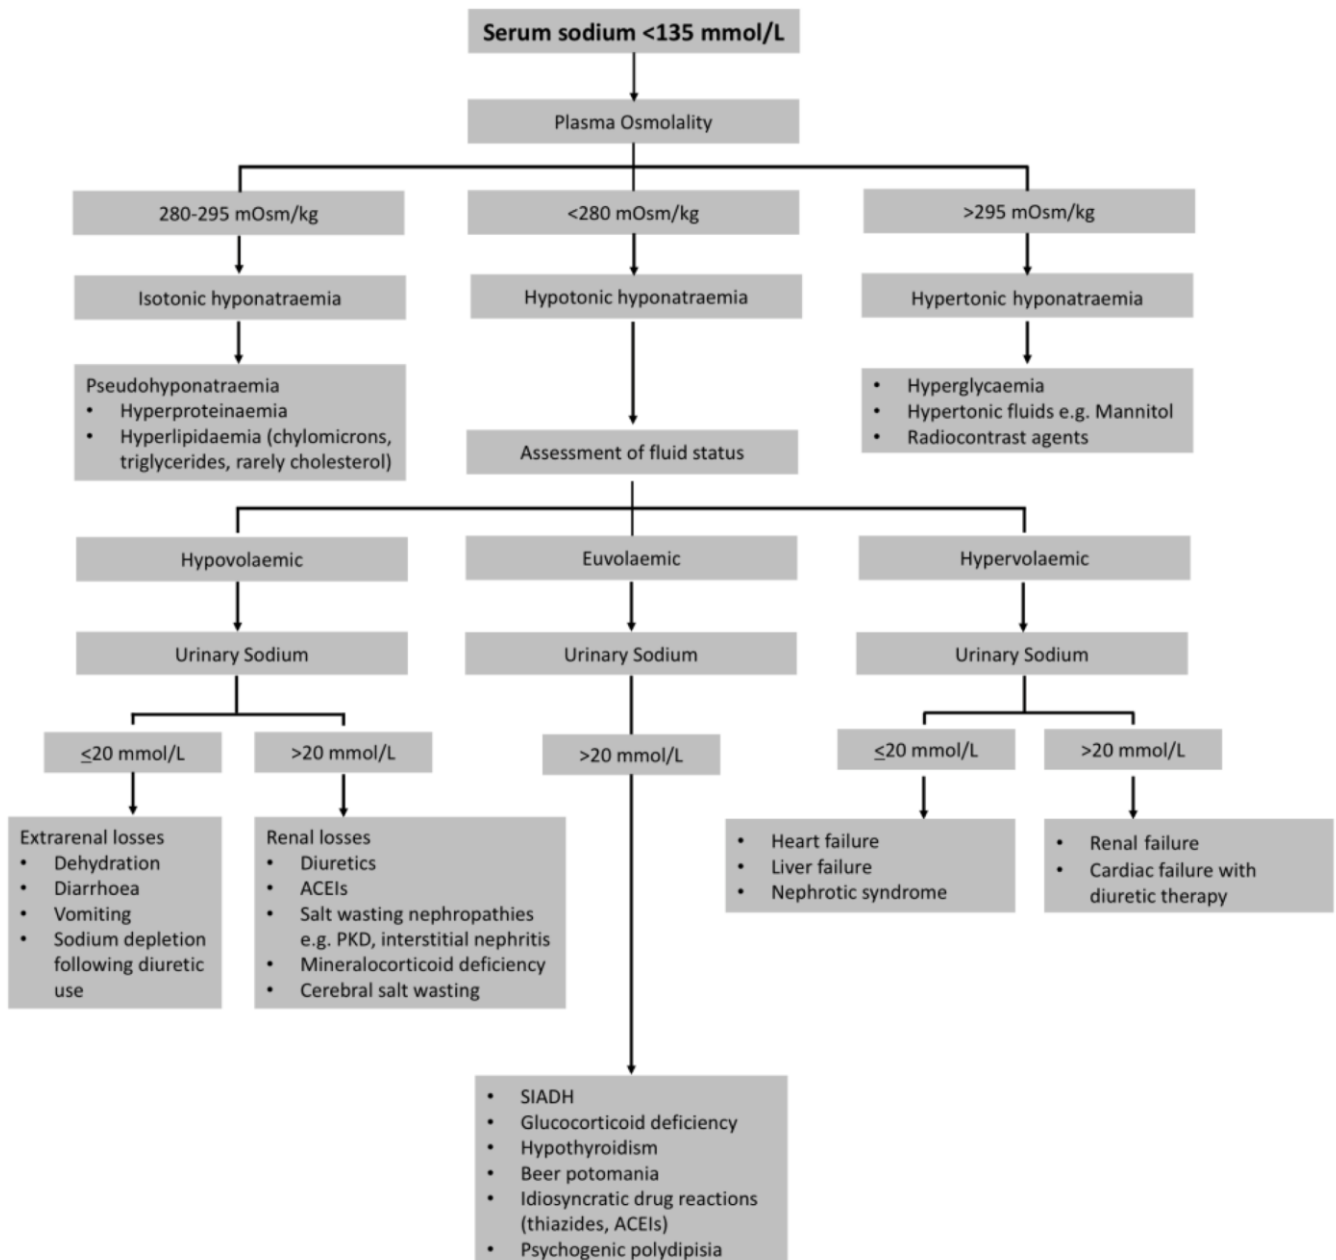 Serum sodium <135 mmol/L
Plasma Osmolality
280-295 mOsm/kg
<280 mOsm/kg
>295 mOsm/kg
Isotonic hyponatraemia
Hypotonic hyponatraemia
Hypertonic hyponatraemia
Pseudohyponatraemia
• Hyperproteinaemia
• Hyperlipidaemia (chylomicrons,
triglycerides, rarely cholesterol)
• Hyperglycaemia
• Hypertonic fluids e.g. Mannitol
• Radiocontrast agents
Assessment of fluid status
Hypovolaemic
Euvolaemic
Hypervolaemic
Urinary Sodium
Urinary Sodium
Urinary Sodium
≤20 mmol/L
>20 mmol/L
>20 mmol/L
≤20 mmol/L
>20 mmol/L
Extrarenal losses
• Dehydration
• Diarrhoea
• Vomiting
• Sodium depletion
following diuretic
use
Renal losses
• Diuretics
• ACEIs
• Salt wasting nephropathies
e.g. PKD, interstitial nephritis
• Mineralocorticoid deficiency
• Cerebral salt wasting
• Heart failure
• Liver failure
• Nephrotic syndrome
• Renal failure
• Cardiac failure with
diuretic therapy
• SIADH
• Glucocorticoid deficiency
• Hypothyroidism
• Beer potomania
• Idiosyncratic drug reactions
(thiazides, ACEIs)
• Psychogenic polydipisia